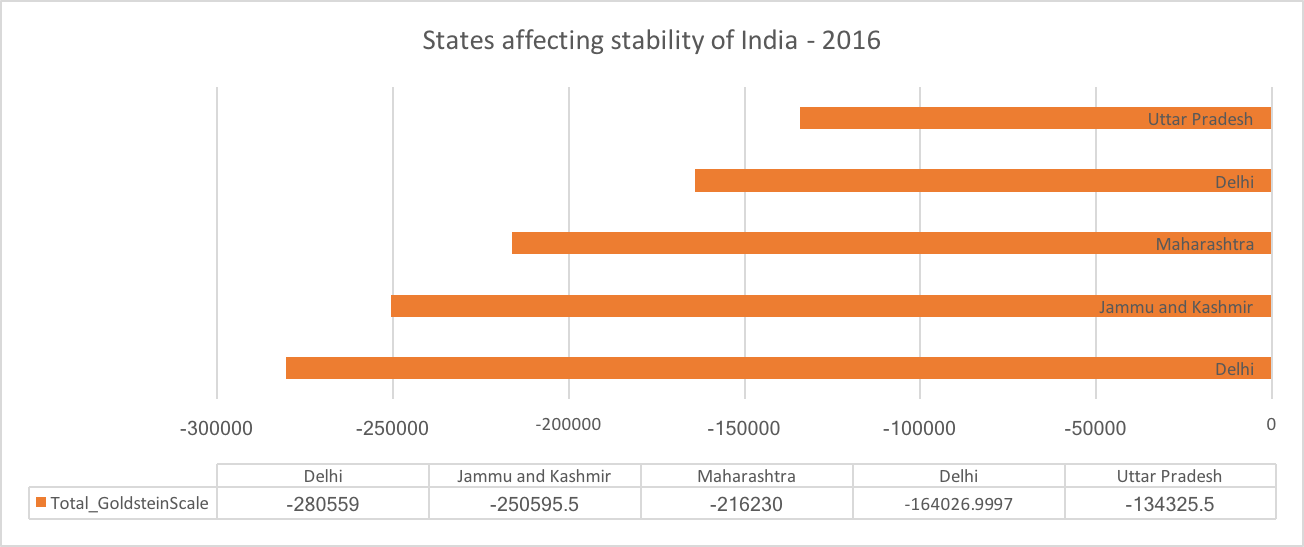 States affecting stability of India - 2016
Uttar Pradesh
Delhi
Maharashtra
Jammu and Kashmir
Delhi
-300000 -250000 -200000 -150000 -100000 -50000 0
Delhi Jammu and Kashmir Maharashtra Delhi Uttar Pradesh
Total_GoldsteinScale -280559 -250595.5 -216230 -164026.9997 -134325.5